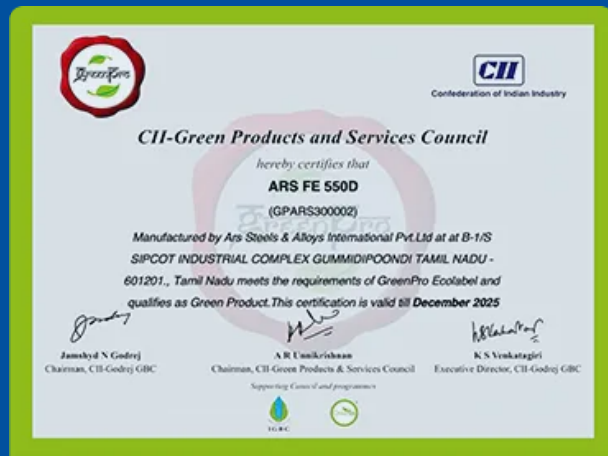 GreenPro
CII
Confederation of Indian Industry
CII-Green Products and Services Council
hereby certifies that
ARS FE 550D
(GPARS300002)
Manufactured by Ars Steels & Alloys International Pvt.Ltd at at B-1/S
SIPCOT INDUSTRIAL COMPLEX GUMMIDIPOONDI TAMIL NADU -
601201., Tamil Nadu meets the requirements of GreenPro Ecolabel and
qualifies as Green Product.This certification is valid till December 2025
Jamshyd N Godrej
Chairman, CII-Godrej GBC
A R Unnikrishnan
Chairman, CII-Green Products & Services Council
K S Venkatagiri
Executive Director, CII-Godrej GBC
Supporting Council and programmes
IGBC